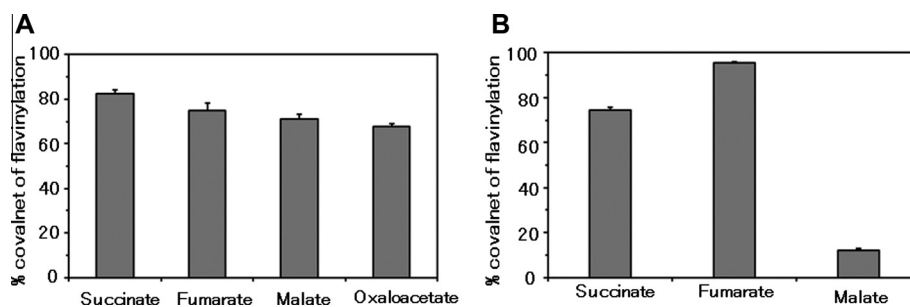 A
% covalnet of flavinylation
100
80
60
40
20
0
Succinate Fumarate Malate Oxaloacetate
B
% covalnet of flavinylation
100
80
60
40
20
0
Succinate Fumarate Malate